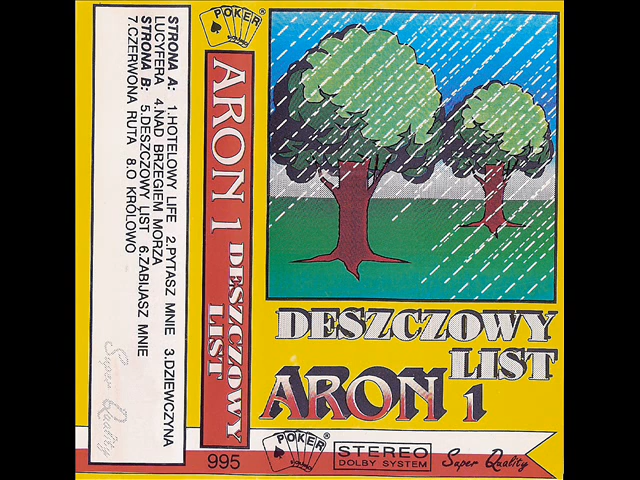 STRONA A: 1.HOTELOWY LIFE 2.PYTASZ MNIE 3.DZIEWCZYNA
LUCYFERA 4.NAD BRZEGIEM MORZA
STRONA B: 5.DESZCZOWY LIST 6.ZABIJASZ MNIE
7.CZERWONA RUTA 8.O KRÓLOWO
Super Quality
POKER®
ARON 1 DESZCZOWY
LIST
995
DESZCZOWY
LIST
ARON 1
POKER®
STEREO
DOLBY SYSTEM
Super Quality